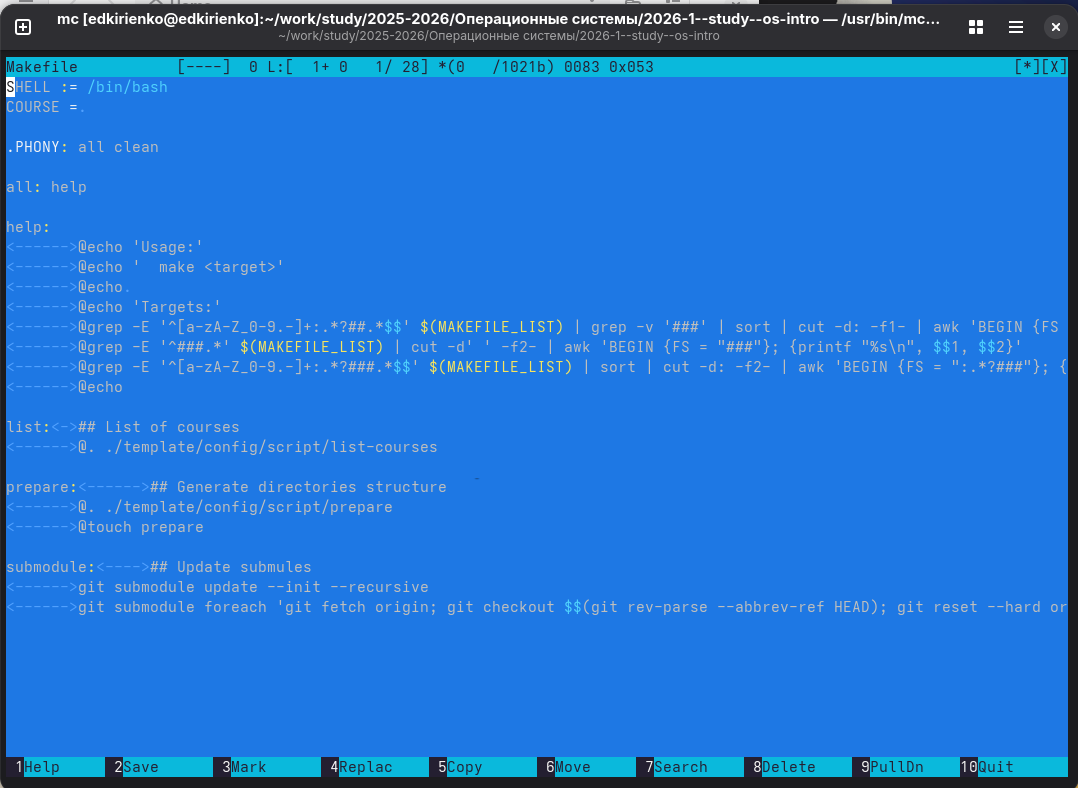 mc [edkirienko@edkirienko]:~/work/study/2025-2026/Операционные системы/2026-1--study--os-intro — /usr/bin/mc...
~/work/study/2025-2026/Операционные системы/2026-1--study--os-intro
Makefile [----] 0 L:[ 1+ 0 1/ 28] *(0 /1021b) 0083 0x053 [*][X]
SHELL := /bin/bash
COURSE =.
.PHONY: all clean
all: help
help:
<------>@echo 'Usage:'
<------>@echo '  make <target>'
<------>@echo.
<------>@echo 'Targets:'
<------>@grep -E '^[a-zA-Z_0-9.-]+:.*?##.*$$' $(MAKEFILE_LIST) | grep -v '###' | sort | cut -d: -f1- | awk 'BEGIN {FS
<------>@grep -E '^###.*' $(MAKEFILE_LIST) | cut -d' ' -f2- | awk 'BEGIN {FS = "###"}; {printf "%s\n", $$1, $$2}'
<------>@grep -E '^[a-zA-Z_0-9.-]+:.*?###.*$$' $(MAKEFILE_LIST) | sort | cut -d: -f2- | awk 'BEGIN {FS = ":.*?###"}; {
<------>@echo
list:<->## List of courses
<------>@. ./template/config/script/list-courses
prepare:<------>## Generate directories structure
<------>@. ./template/config/script/prepare
<------>@touch prepare
submodule:<---->## Update submules
<------>git submodule update --init --recursive
<------>git submodule foreach 'git fetch origin; git checkout $$(git rev-parse --abbrev-ref HEAD); git reset --hard or
1Help 2Save 3Mark 4Replac 5Copy 6Move 7Search 8Delete 9PullDn 10Quit